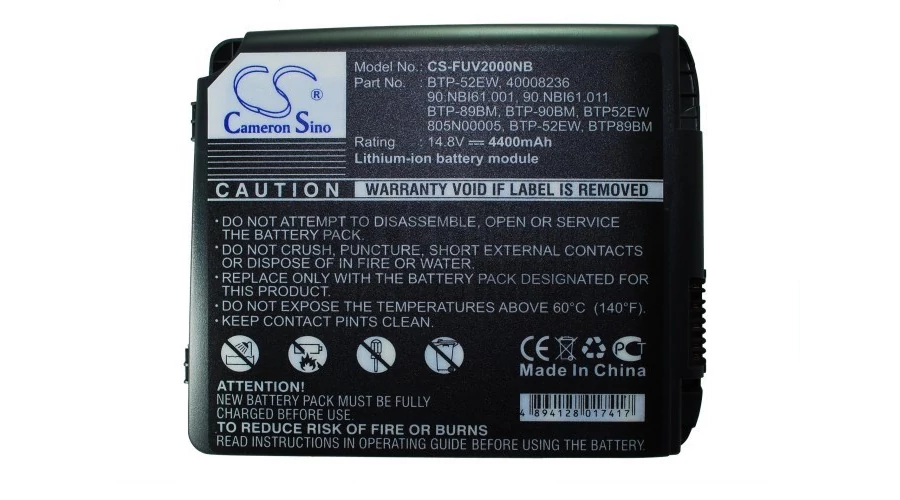 CS®
Cameron Sino
Model No.: CS-FUV2000NB
Part No. : BTP-52EW, 40008236
90.NBI61.001, 90.NBI61.011
BTP-89BM, BTP-90BM, BTP52EW
805N00005, BTP-52EW, BTP89BM
Rating : 14.8V 4400mAh
Lithium-ion battery module
CAUTION WARRANTY VOID IF LABEL IS REMOVED
• DO NOT ATTEMPT TO DISASSEMBLE, OPEN OR SERVICE
THE BATTERY PACK.
• DO NOT CRUSH, PUNCTURE, SHORT EXTERNAL CONTACTS
OR DISPOSE OF IN FIRE OR WATER.
• REPLACE ONLY WITH THE BATTERY PACK DESIGNATED FOR
THIS PRODUCT.
• DO NOT EXPOSE THE TEMPERATURES ABOVE 60°C (140°F).
• KEEP CONTACT PINTS CLEAN.
CE PCT
Made In China
ATTENTION!
NEW BATTERY PACK MUST BE FULLY
CHARGED BEFORE USE.
4 894128 017417
TO REDUCE RISK OF FIRE OR BURNS
READ INSTRUCTIONS OF OPERATING GUIDE BEFORE USING THE BATTERY.